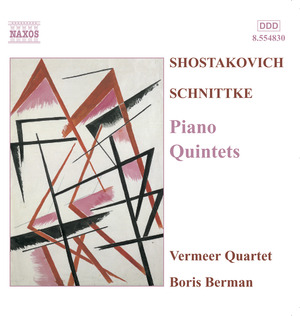 NAXOS
DDD
8.554830
SHOSTAKOVICH
SCHNITTKE
Piano
Quintets
Vermeer Quartet
Boris Berman